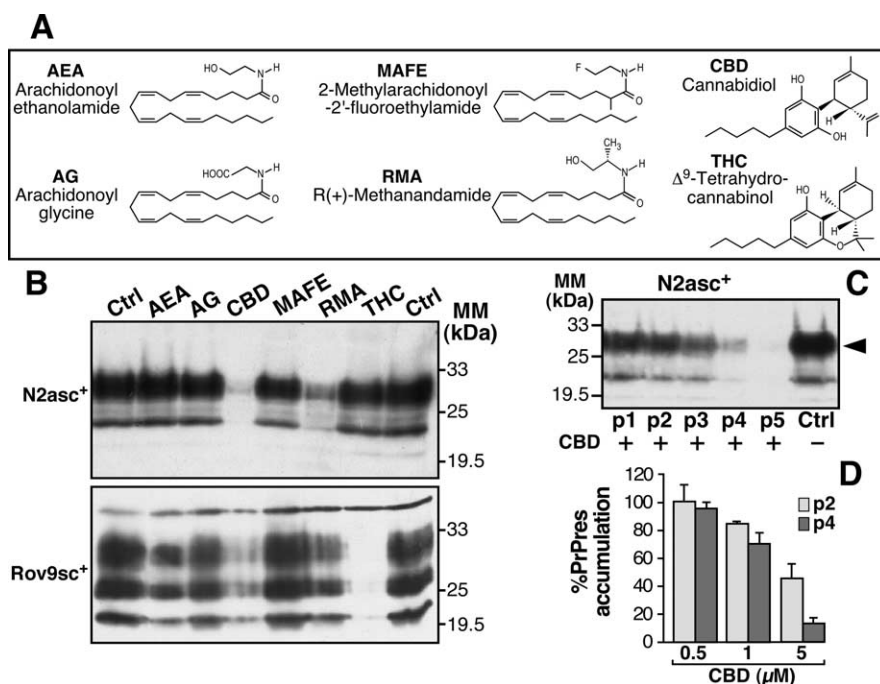 A
AEA
Arachidonoyl
ethanolamide
HO
N
H
O
MAFE
2-Methylarachidonoyl
-2'-fluoroethylamide
F
N
H
O
CBD
Cannabidiol
HO
H
OH
AG
Arachidonoyl
glycine
HOOC
N
H
O
RMA
R(+)-Methanandamide
CH₃
HO
N
H
O
THC
Δ⁹-Tetrahydro-
cannabinol
HO
H
H
O
B
Ctrl AEA AG CBD MAFE RMA THC Ctrl
MM
(kDa)
N2asc⁺
33
25
19.5
Rov9sc⁺
33
25
19.5
C
N2asc⁺
MM
(kDa)
33
25
19.5
p1 p2 p3 p4 p5 Ctrl
CBD + + + + + −
D
%PrPres
accumulation
120
100
80
60
40
20
0
p2
p4
0.5 1 5
CBD (µM)